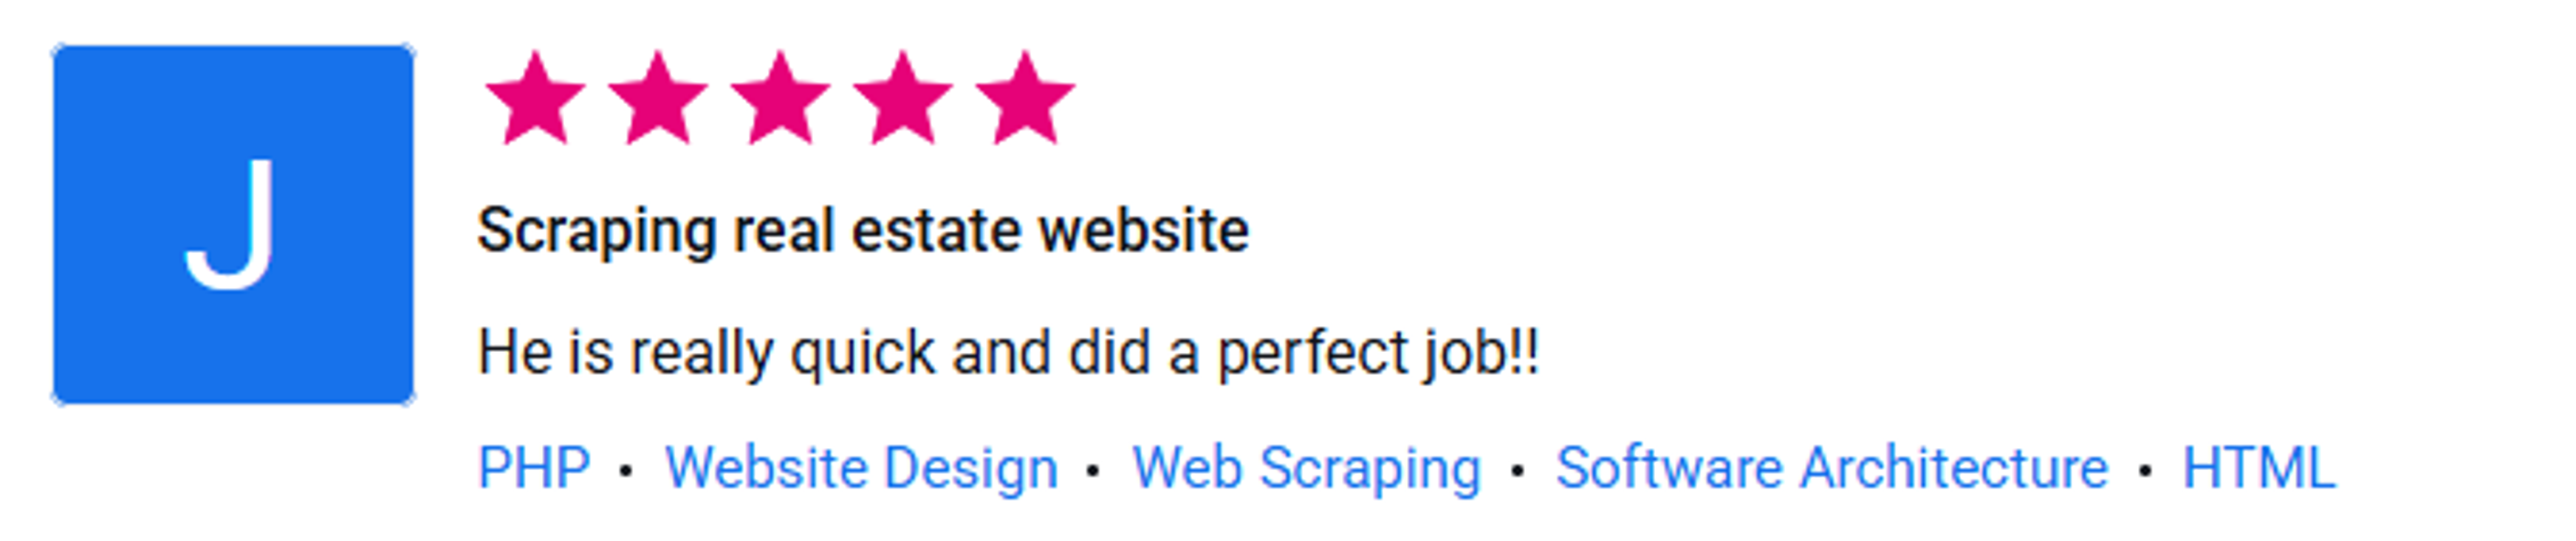 J
Scraping real estate website
He is really quick and did a perfect job!!
PHP • Website Design • Web Scraping • Software Architecture • HTML